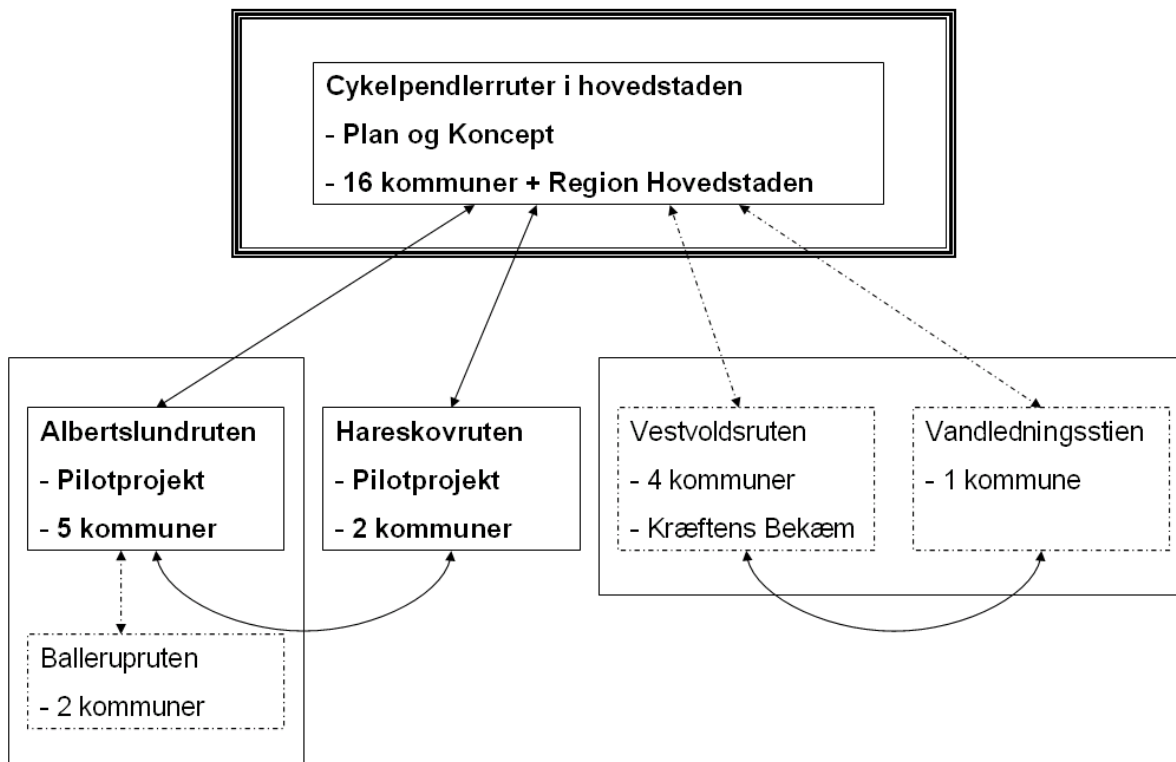 Cykelpendlerruter i hovedstaden
- Plan og Koncept
- 16 kommuner + Region Hovedstaden
Albertslundruten
- Pilotprojekt
- 5 kommuner
Hareskovruten
- Pilotprojekt
- 2 kommuner
Vestvoldsruten
- 4 kommuner
- Kræftens Bekæm
Vandledningsstien
- 1 kommune
Ballerupruten
- 2 kommuner